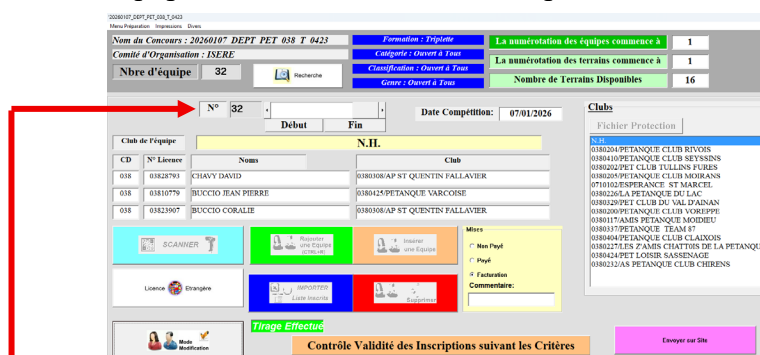 '20260107_DEPT_PET_038_T_0423
Menu Préparation Impressions Divers
Nom du Concours : 20260107 DEPT PET 038 T 0423
Comité d'Organisation : ISERE
Nbre d'équipe 32
Recherche
Formation : Triplette
Catégorie : Ouvert à Tous
Classification : Ouvert à Tous
Genre : Ouvert à Tous
La numérotation des équipes commence à 1
La numérotation des terrains commence à 1
Nombre de Terrains Disponibles 16
N° 32
Début Fin
Date Compétition: 07/01/2026
Club de l'équipe N.H.
CD N° Licence Noms Club
038 03828793 CHAVY DAVID 0380308/AP ST QUENTIN FALLAVIER
038 03810779 BUCCIO JEAN PIERRE 0380425/PETANQUE VARCOISE
038 03823907 BUCCIO CORALIE 0380308/AP ST QUENTIN FALLAVIER
Clubs
Fichier Protection
N.H.
0380204/PETANQUE CLUB RIVOIS
0380410/PETANQUE CLUB SEYSSINS
0380202/PET CLUB TULLINS FURES
0380205/PETANQUE CLUB MOIRANS
0710102/ESPERANCE ST MARCEL
0380226/LA PETANQUE DU LAC
0380329/PET CLUB DU VAL D'AINAN
0380200/PETANQUE CLUB VOREPPE
0380117/AMIS PETANQUE MOIDIEU
0380337/PETANQUE TEAM 87
0380404/PETANQUE CLUB CLAIXOIS
0380227/LES Z'AMIS CHATT0IS DE LA PETANQU
0380424/PET LOISIR SASSENAGE
0380232/AS PETANQUE CLUB CHIRENS
SCANNER
Rajouter
une Equipe
(CTRL+R)
Inserer
une Equipe
Mises
Non Payé
Payé
Facturation
Commentaire:
Licence Etrangère
IMPORTER
Liste Inscrits
Supprimer
Mode
Modification
Tirage Effectué
Contrôle Validité des Inscriptions suivant les Critères
Envoyer sur Site